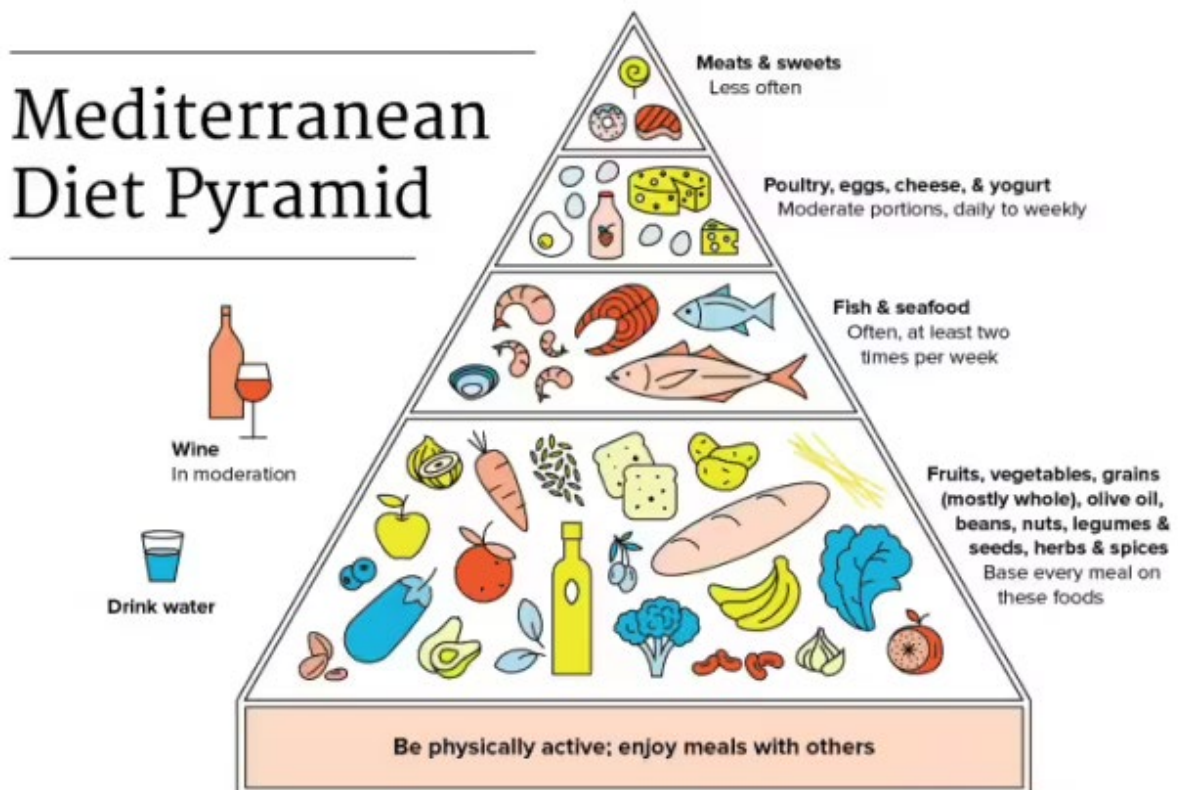 Mediterranean
Diet Pyramid
Meats & sweets
Less often
Poultry, eggs, cheese, & yogurt
Moderate portions, daily to weekly
Fish & seafood
Often, at least two
times per week
Wine
In moderation
Drink water
Fruits, vegetables, grains
(mostly whole), olive oil,
beans, nuts, legumes &
seeds, herbs & spices
Base every meal on
these foods
Be physically active; enjoy meals with others